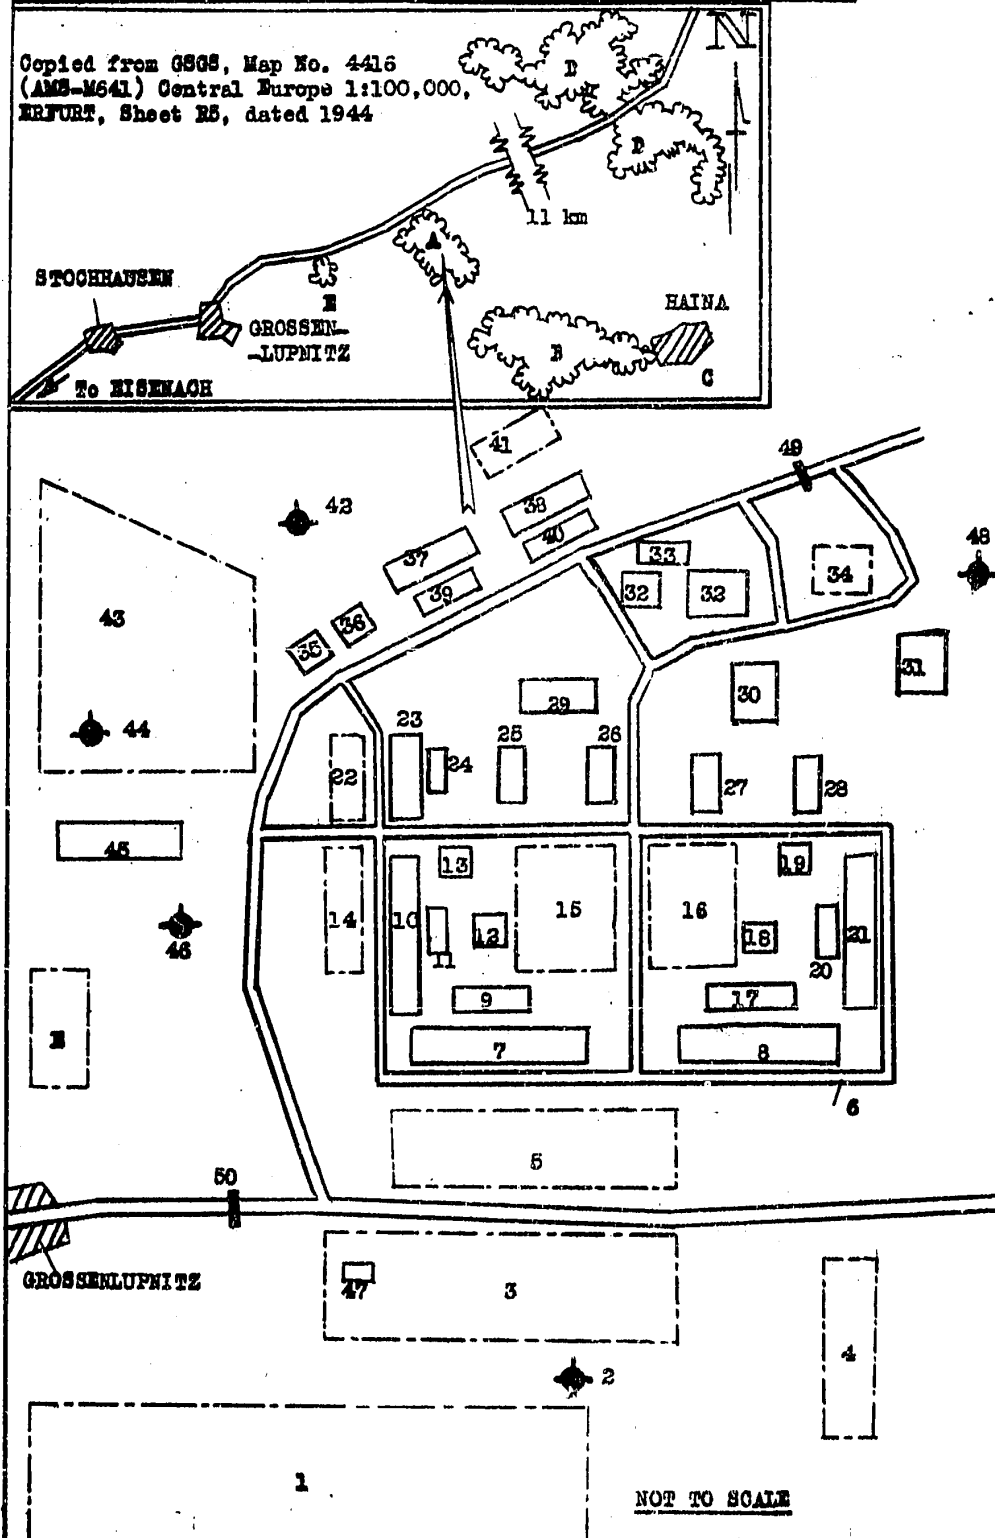 Copied from GSGS, Map No. 4416
(AMS-M641) Central Europe 1:100,000,
ERFURT, Sheet R5, dated 1944
N
D
D
11 km
A
STOCHHAUSEN
E
GROSSEN-
-LUPNITZ
HAINA
B
C
To EISENACH
41
49
42
38
40
48
37
33
34
39
32
32
43
36
35
31
30
29
23
44
25
26
24
22
27
28
45
13
19
14
10
15
16
12
18
21
46
11
20
9
17
E
7
8
6
5
50
GROSSENLUPNITZ
47
3
4
2
1
NOT TO SCALE